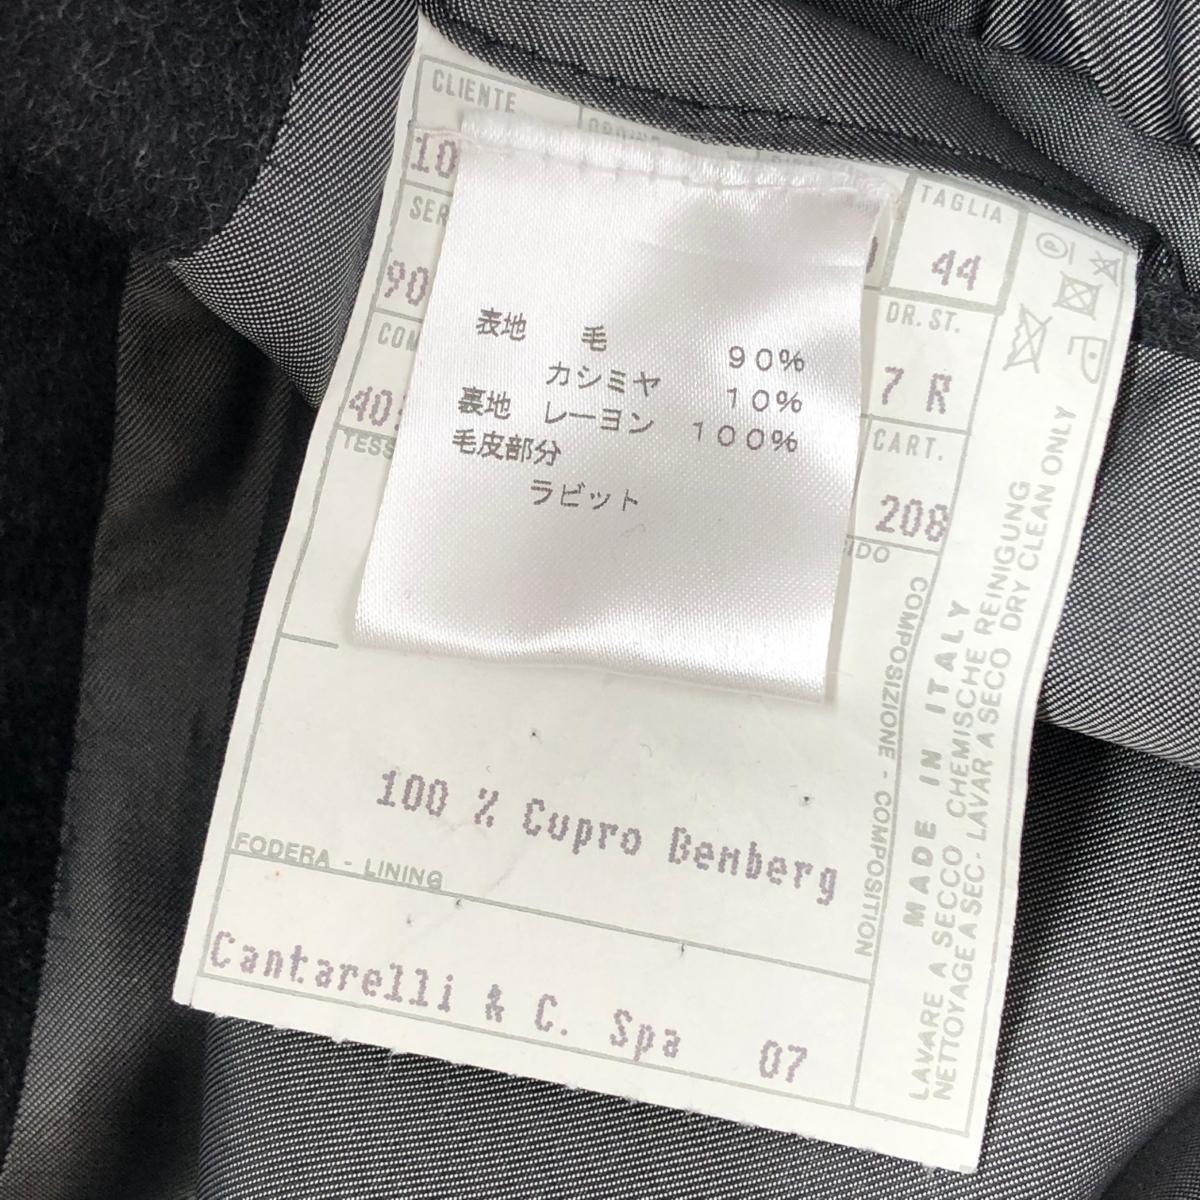 CLIENTE
10
TAGLIA
SER
44
90
DR. ST.
COM
7 R
40
CART.
TESS
208
SIDO
表地 毛 90%
カシミヤ 10%
裏地 レーヨン 100%
毛皮部分
ラビット
COMPOSIZIONE - COMPOSITION
100 % Cupro Bemberg
FODERA - LINING
Cantarelli & C. Spa 07
MADE IN ITALY
LAVARE A SECCO CHEMISCHE REINIGUNG
NETTOYAGE A SEC - LAVAR A SECO DRY CLEAN ONLY